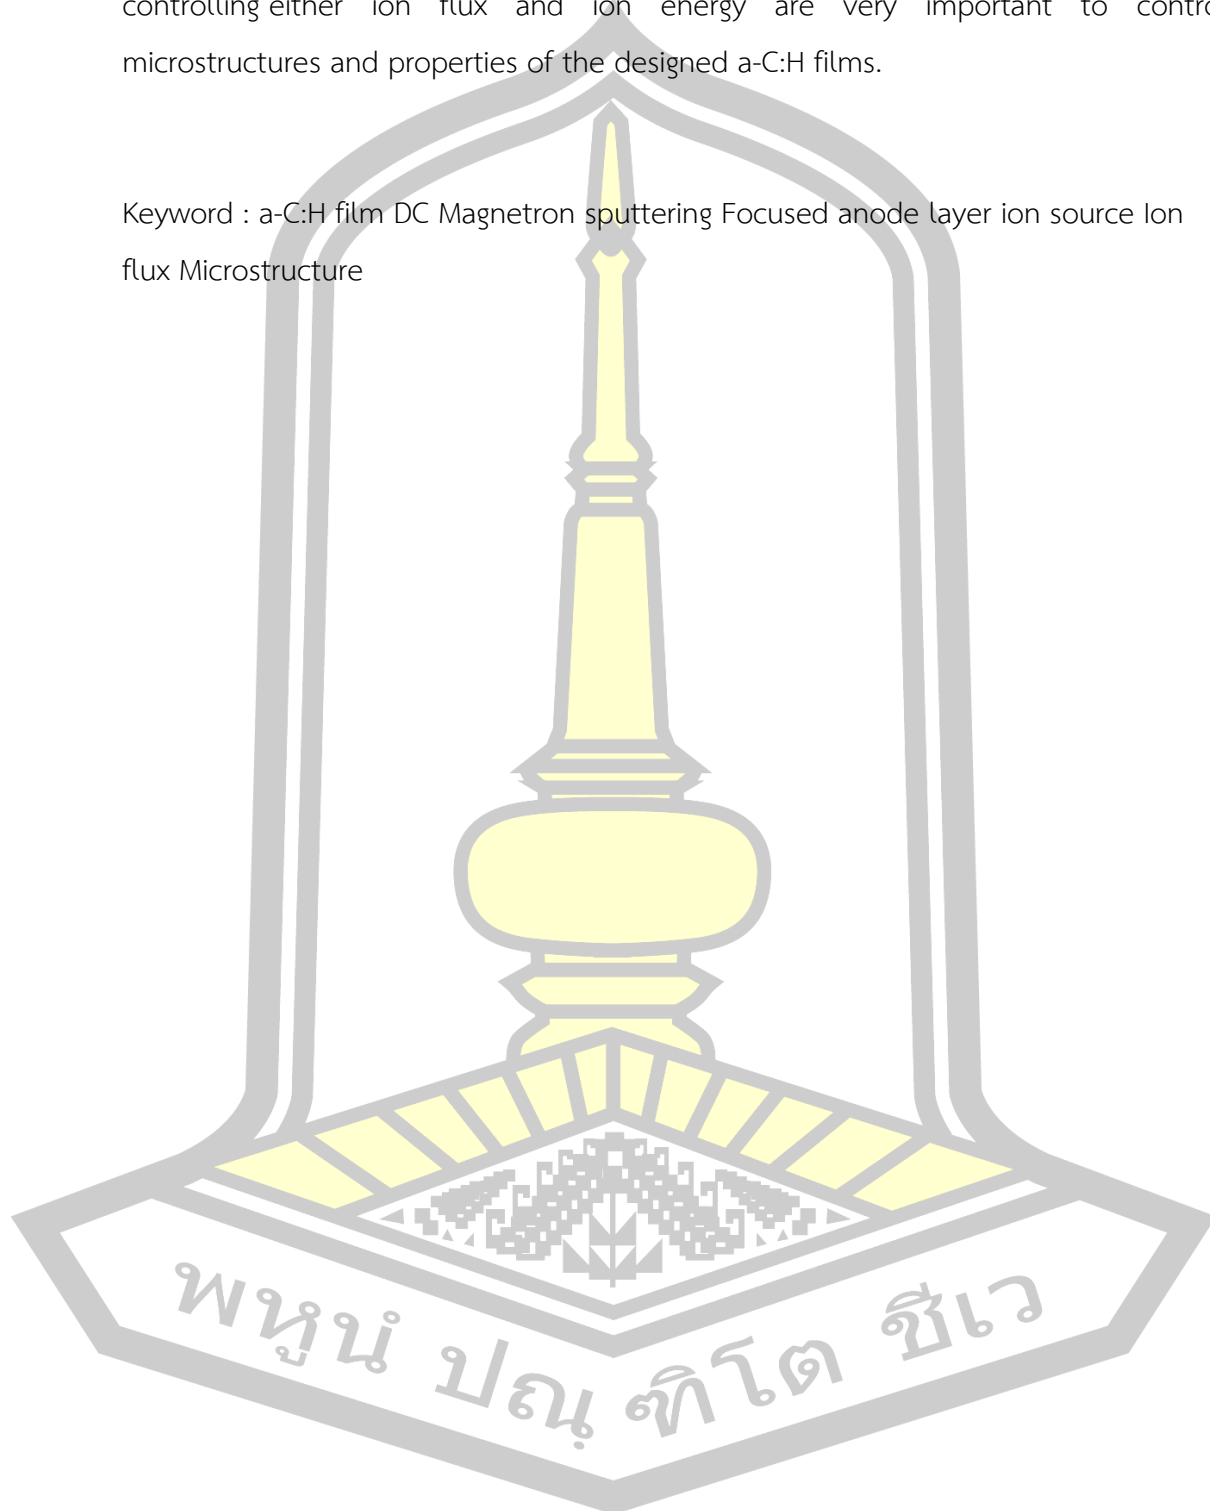 controlling either ion flux and ion energy are very important to contro
microstructures and properties of the designed a-C:H films.
Keyword : a-C:H film DC Magnetron sputtering Focused anode layer ion source Ion
flux Microstructure
พหูนํ ปณฺ ฑิโต ชีเว